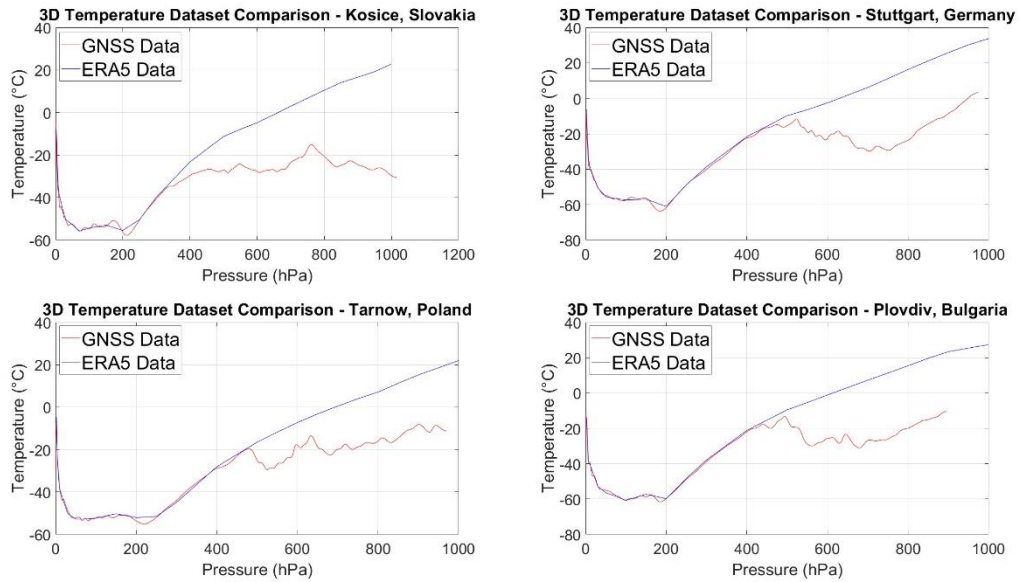 3D Temperature Dataset Comparison - Kosice, Slovakia
40
20
0
-20
-40
-60
Temperature (°C)
GNSS Data
ERA5 Data
0 200 400 600 800 1000 1200
Pressure (hPa)
3D Temperature Dataset Comparison - Stuttgart, Germany
40
20
0
-20
-40
-60
-80
Temperature (°C)
GNSS Data
ERA5 Data
0 200 400 600 800 1000
Pressure (hPa)
3D Temperature Dataset Comparison - Tarnow, Poland
40
20
0
-20
-40
-60
Temperature (°C)
GNSS Data
ERA5 Data
0 200 400 600 800 1000
Pressure (hPa)
3D Temperature Dataset Comparison - Plovdiv, Bulgaria
40
20
0
-20
-40
-60
-80
Temperature (°C)
GNSS Data
ERA5 Data
0 200 400 600 800 1000
Pressure (hPa)